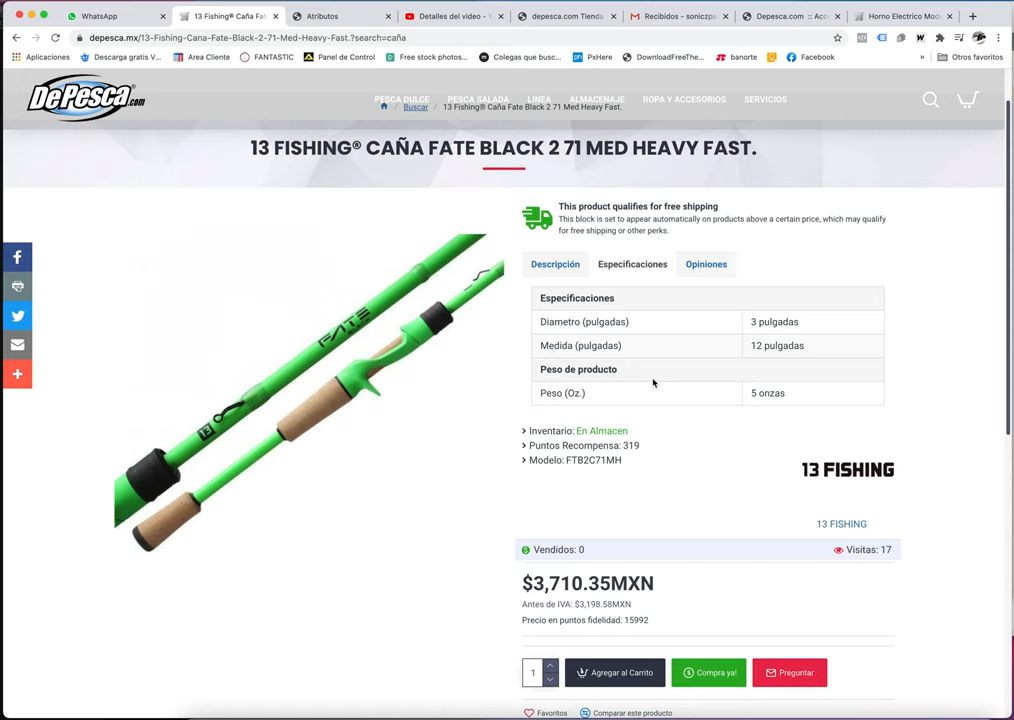 WhatsApp
13 Fishing® Caña Fat
Atributos
Detalles del video - Y
depesca.com Tienda
Recibidos - soniczpa
Depesca.com :: Acc
Horno Electrico Mod
depesca.mx/13-Fishing-Cana-Fate-Black-2-71-Med-Heavy-Fast.?search=caña
Aplicaciones
Descarga gratis V...
Area Cliente
FANTASTIC
Panel de Control
Free stock photos...
Colegas que busc...
PxHere
DownloadFreeThe...
banorte
Facebook
»
Otros favoritos
DePesca.com
PESCA DULCE
PESCA SALADA
LINEA
ALMACENAJE
ROPA Y ACCESORIOS
SERVICIOS
/ Buscar / 13 Fishing® Caña Fate Black 2 71 Med Heavy Fast.
13 FISHING® CAÑA FATE BLACK 2 71 MED HEAVY FAST.
This product qualifies for free shipping
This block is set to appear automatically on products above a certain price, which may qualify
for free shipping or other perks.
Descripción
Especificaciones
Opiniones
Especificaciones
Diametro (pulgadas)
3 pulgadas
Medida (pulgadas)
12 pulgadas
Peso de producto
Peso (Oz.)
5 onzas
FATE
13
Inventario: En Almacen
Puntos Recompensa: 319
Modelo: FTB2C71MH
13 FISHING
13 FISHING
Vendidos: 0
Visitas: 17
$3,710.35MXN
Antes de IVA: $3,198.58MXN
Precio en puntos fidelidad: 15992
1
Agregar al Carrito
Compra ya!
Preguntar
Favoritos
Comparar este producto